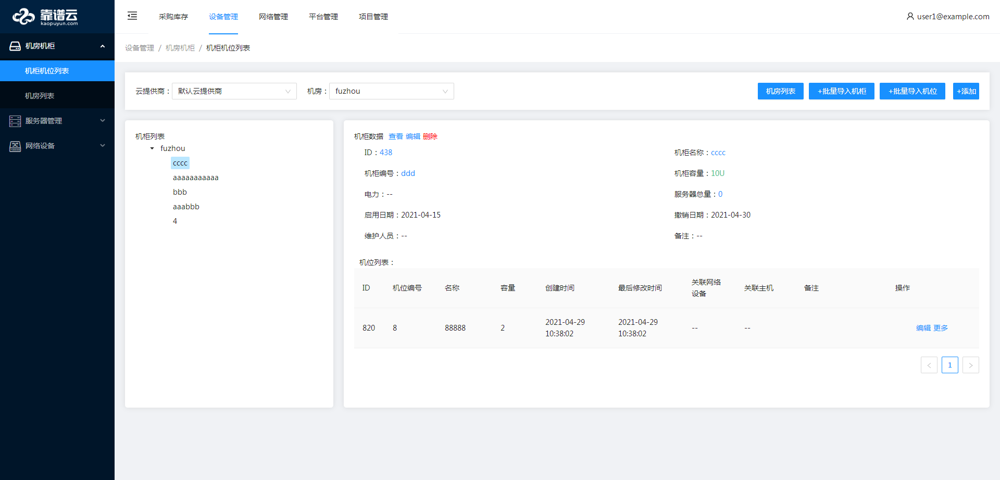 靠谱云
kaopuyun.com
采购库存
设备管理
网络管理
平台管理
项目管理
user1@example.com
机房机柜
机柜机位列表
机房列表
服务器管理
网络设备
设备管理 / 机房机柜 / 机柜机位列表
云提供商：默认云提供商
机房：fuzhou
机房列表
+批量导入机柜
+批量导入机位
+添加
机柜列表
fuzhou
cccc
aaaaaaaaaaa
bbb
aaabbb
4
机柜数据 查看 编辑 删除
ID：438
机柜名称：cccc
机柜编号：ddd
机柜容量：10U
电力：--
服务器总量：0
启用日期：2021-04-15
撤销日期：2021-04-30
维护人员：--
备注：--
机位列表：
ID 机位编号 名称 容量 创建时间 最后修改时间 关联网络
设备 关联主机 备注 操作
820 8 88888 2 2021-04-29
10:38:02 2021-04-29
10:38:02 -- -- 编辑 更多
< 1 >